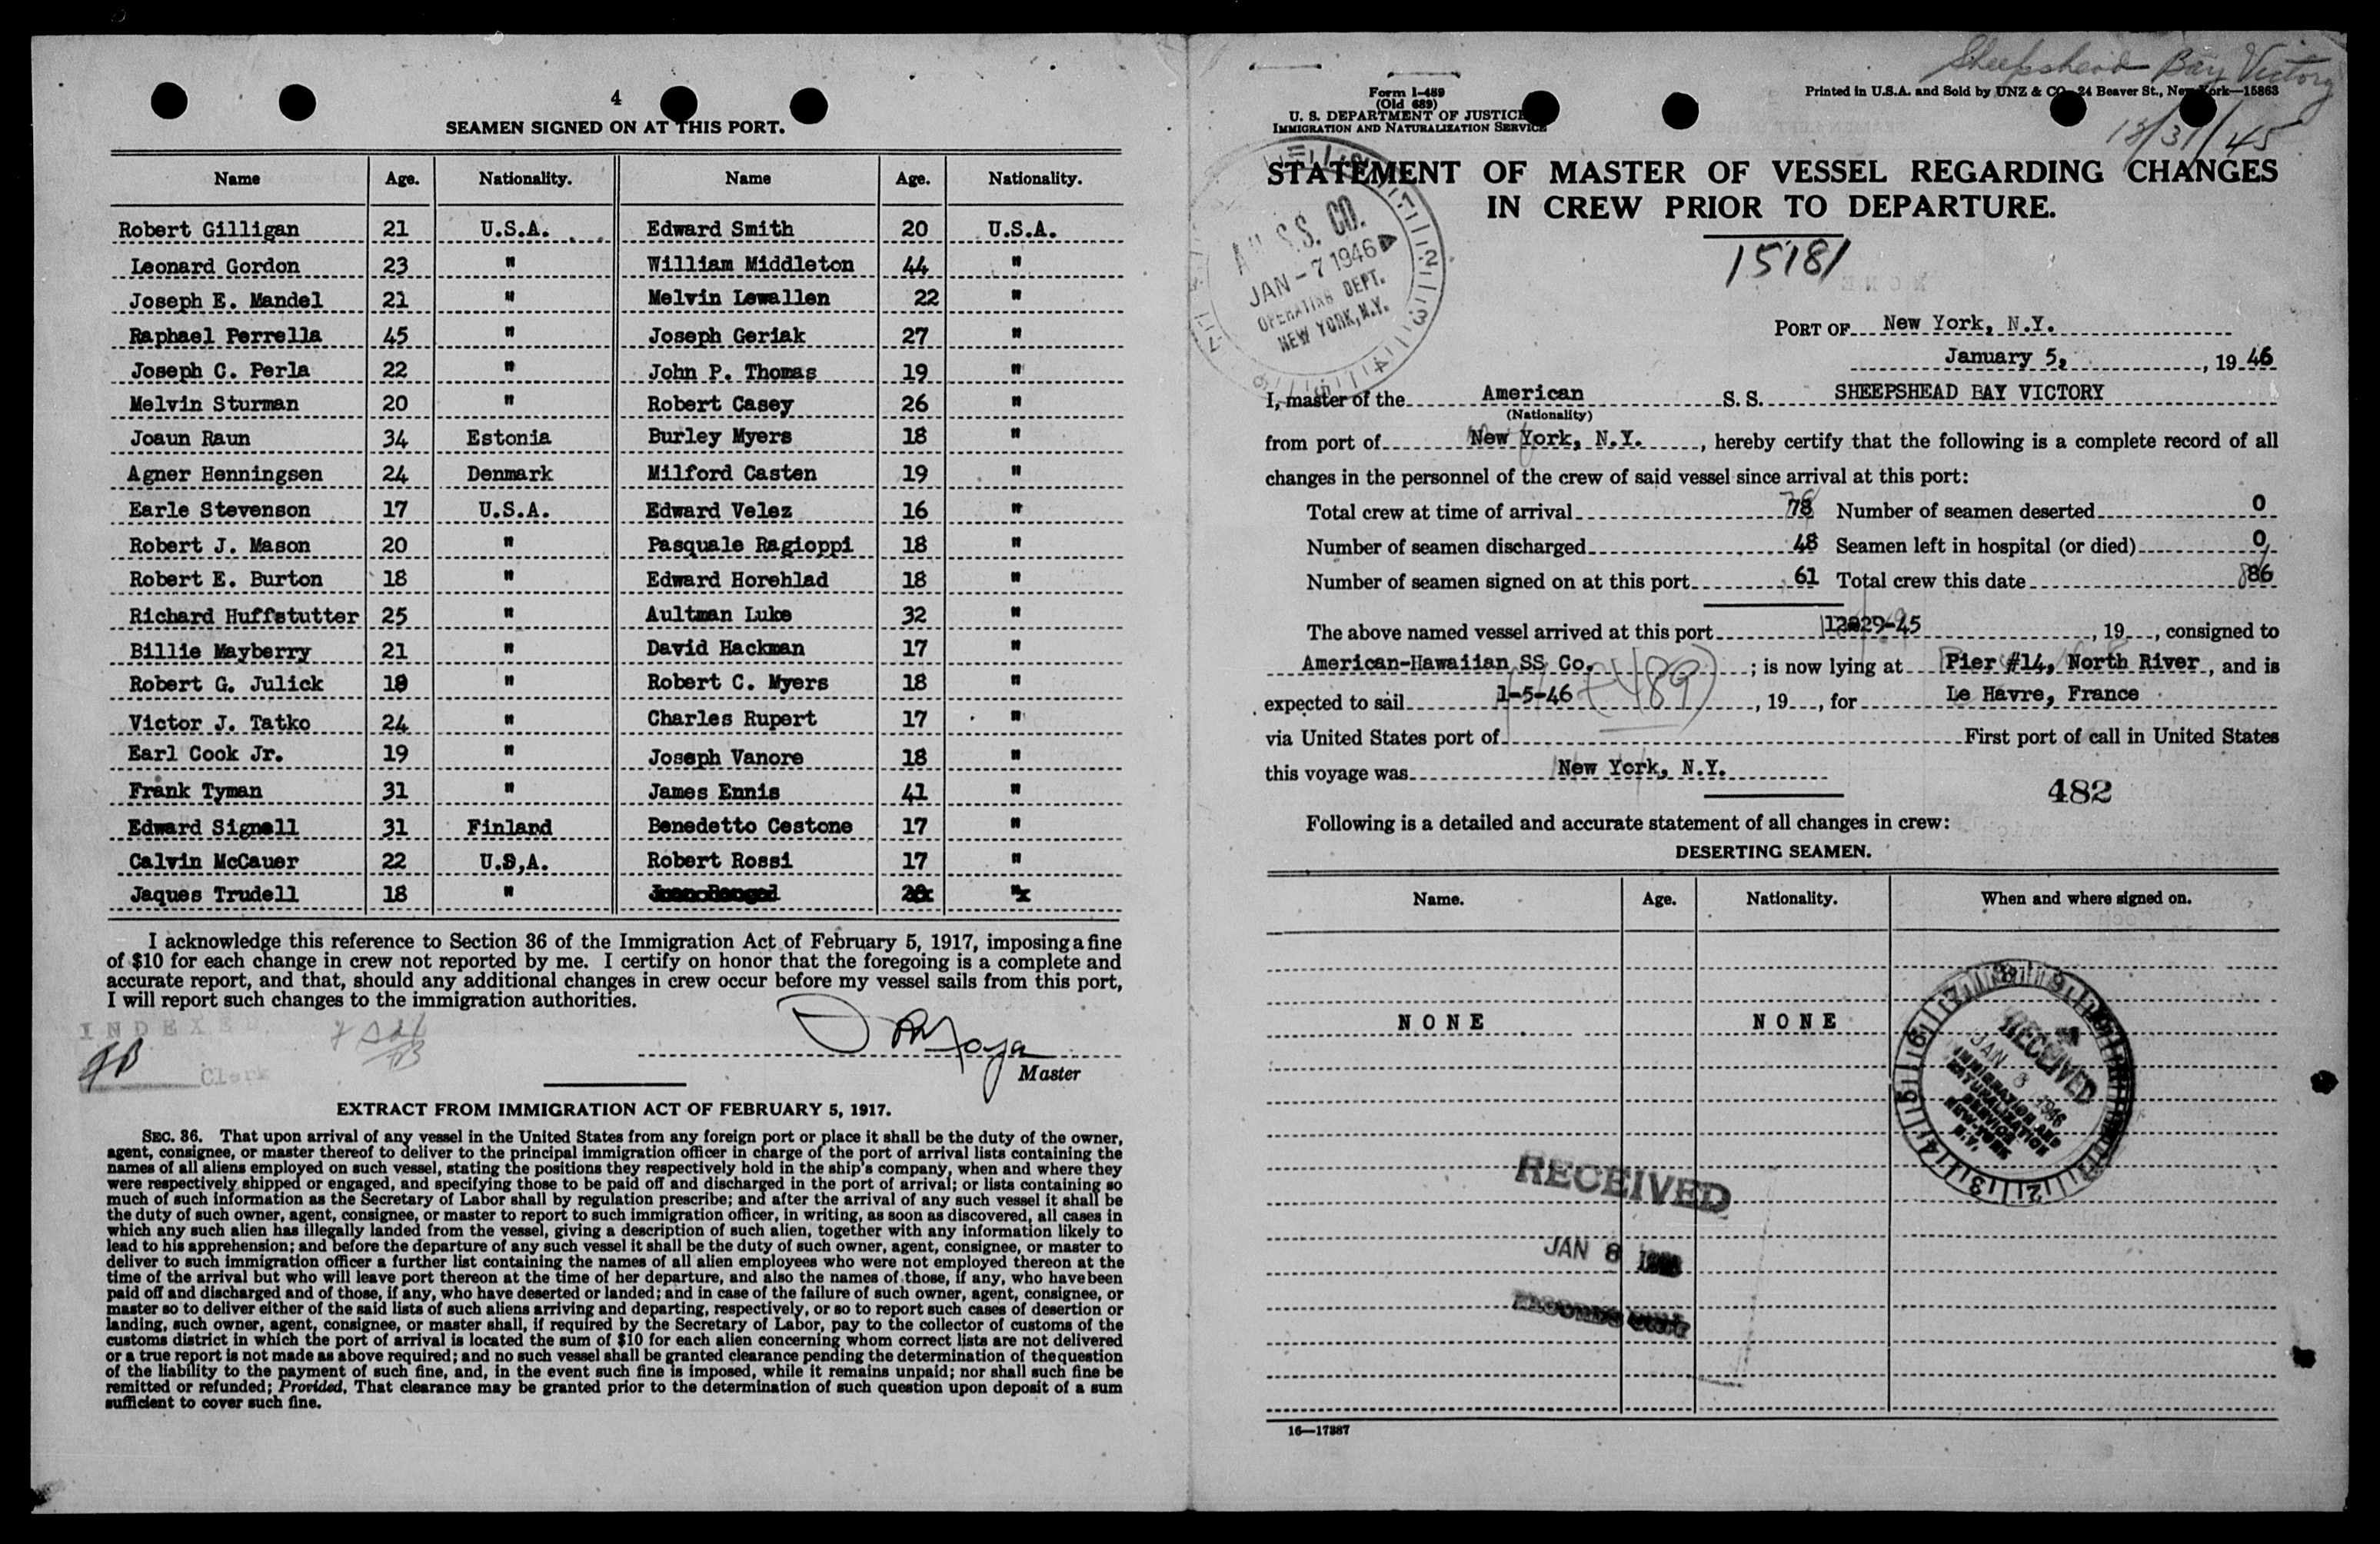 4
SEAMEN SIGNED ON AT THIS PORT.
Name Age. Nationality. Name Age. Nationality.
Robert Gilligan 21 U.S.A. Edward Smith 20 U.S.A.
Leonard Gordon 23 " William Middleton 44 "
Joseph E. Mandel 21 " Melvin Lewallen 22 "
Raphael Perrella 45 " Joseph Geriak 27 "
Joseph C. Perla 22 " John P. Thomas 19 "
Melvin Sturman 20 " Robert Casey 26 "
Joaun Raun 34 Estonia Burley Myers 18 "
Agner Henningsen 24 Denmark Milford Casten 19 "
Earle Stevenson 17 U.S.A. Edward Velez 16 "
Robert J. Mason 20 " Pasquale Ragioppi 18 "
Robert E. Burton 18 " Edward Horehlad 18 "
Richard Huffstutter 25 " Aultman Luke 32 "
Billie Mayberry 21 " David Hackman 17 "
Robert G. Julick 18 " Robert C. Myers 18 "
Victor J. Tatko 24 " Charles Rupert 17 "
Earl Cook Jr. 19 " Joseph Vanore 18 "
Frank Tyman 31 " James Ennis 41 "
Edward Signell 31 Finland Benedetto Cestone 17 "
Calvin McCauer 22 U.S,A. Robert Rossi 17 "
Jaques Trudell 18 "
I acknowledge this reference to Section 36 of the Immigration Act of February 5, 1917, imposing a fine
of $10 for each change in crew not reported by me. I certify on honor that the foregoing is a complete and
accurate report, and that, should any additional changes in crew occur before my vessel sails from this port,
I will report such changes to the immigration authorities.
INDEXED
Clerk
Master
EXTRACT FROM IMMIGRATION ACT OF FEBRUARY 5, 1917.
SEC. 36. That upon arrival of any vessel in the United States from any foreign port or place it shall be the duty of the owner,
agent, consignee, or master thereof to deliver to the principal immigration officer in charge of the port of arrival lists containing the
names of all aliens employed on such vessel, stating the positions they respectively hold in the ship's company, when and where they
were respectively shipped or engaged, and specifying those to be paid off and discharged in the port of arrival; or lists containing so
much of such information as the Secretary of Labor shall by regulation prescribe; and after the arrival of any such vessel it shall be
the duty of such owner, agent, consignee, or master to report to such immigration officer, in writing, as soon as discovered, all cases in
which any such alien has illegally landed from the vessel, giving a description of such alien, together with any information likely to
lead to his apprehension; and before the departure of any such vessel it shall be the duty of such owner, agent, consignee, or master to
deliver to such immigration officer a further list containing the names of all alien employees who were not employed thereon at the
time of the arrival but who will leave port thereon at the time of her departure, and also the names of those, if any, who have been
paid off and discharged and of those, if any, who have deserted or landed; and in case of the failure of such owner, agent, consignee, or
master so to deliver either of the said lists of such aliens arriving and departing, respectively, or so to report such cases of desertion or
landing, such owner, agent, consignee, or master shall, if required by the Secretary of Labor, pay to the collector of customs of the
customs district in which the port of arrival is located the sum of $10 for each alien concerning whom correct lists are not delivered
or a true report is not made as above required; and no such vessel shall be granted clearance pending the determination of the question
of the liability to the payment of such fine, and, in the event such fine is imposed, while it remains unpaid; nor shall such fine be
remitted or refunded; Provided, That clearance may be granted prior to the determination of such question upon deposit of a sum
sufficient to cover such fine.
Sheepshead Bay Victory
12/31/45
Form I-489
(Old 689)
U. S. DEPARTMENT OF JUSTICE
IMMIGRATION AND NATURALIZATION SERVICE
Printed in U.S.A. and Sold by UNZ & CO., 24 Beaver St., New York—15863
STATEMENT OF MASTER OF VESSEL REGARDING CHANGES
IN CREW PRIOR TO DEPARTURE.
15181
S.S. CO.
JAN -7 1946
OPERATING DEPT.
NEW YORK, N.Y.
PORT OF New York, N.Y.
January 5, , 19 46
I, master of the American S. S. SHEEPSHEAD BAY VICTORY
(Nationality)
from port of New York, N.Y. , hereby certify that the following is a complete record of all
changes in the personnel of the crew of said vessel since arrival at this port:
Total crew at time of arrival 78 Number of seamen deserted 0
Number of seamen discharged 48 Seamen left in hospital (or died) 0
Number of seamen signed on at this port 61 Total crew this date 86
The above named vessel arrived at this port 12-29-45 , 19 , consigned to
American-Hawaiian SS Co. ; is now lying at Pier #14, North River , and is
expected to sail 1-5-46 , 19 , for Le Havre, France
(489)
via United States port of First port of call in United States
this voyage was New York, N.Y.
482
Following is a detailed and accurate statement of all changes in crew:
DESERTING SEAMEN.
Name. Age. Nationality. When and where signed on.
NONE NONE
RECEIVED
JAN 8 1946
IMMIGRATION AND
NATURALIZATION
SERVICE
NEW YORK
N.Y.
RECEIVED
JAN 8
16—17387